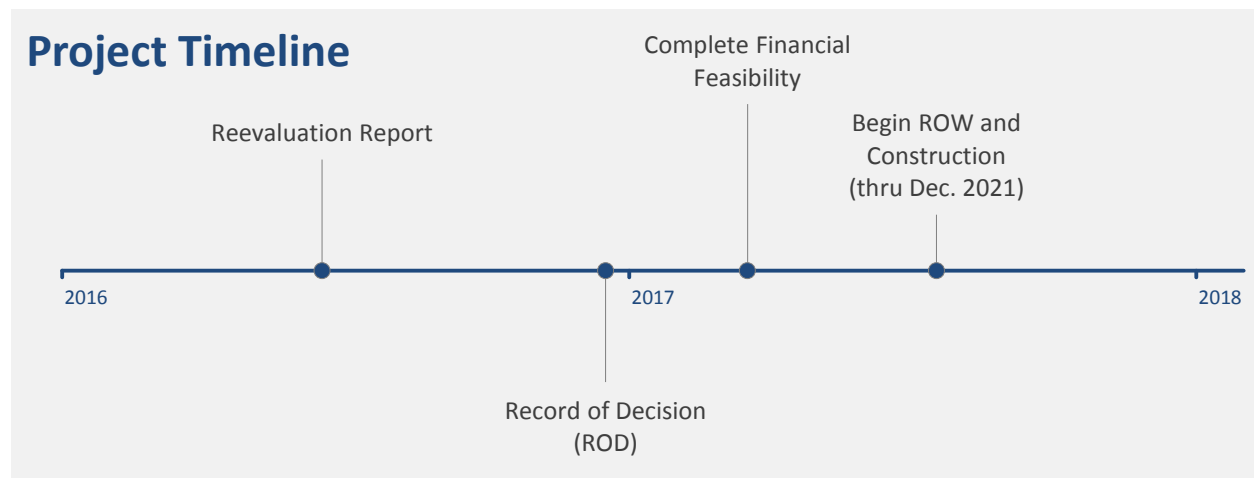 Project Timeline
Complete Financial
Feasibility
Reevaluation Report
Begin ROW and
Construction
(thru Dec. 2021)
2016
2017
2018
Record of Decision
(ROD)